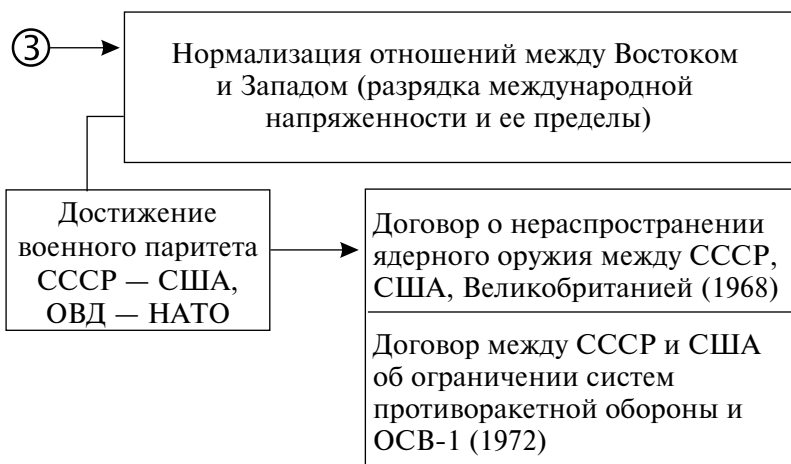 3
Нормализация отношений между Востоком
и Западом (разрядка международной
напряженности и ее пределы)
Достижение
военного паритета
СССР — США,
ОВД — НАТО
Договор о нераспространении
ядерного оружия между СССР,
США, Великобританией (1968)
Договор между СССР и США
об ограничении систем
противоракетной обороны и
ОСВ-1 (1972)